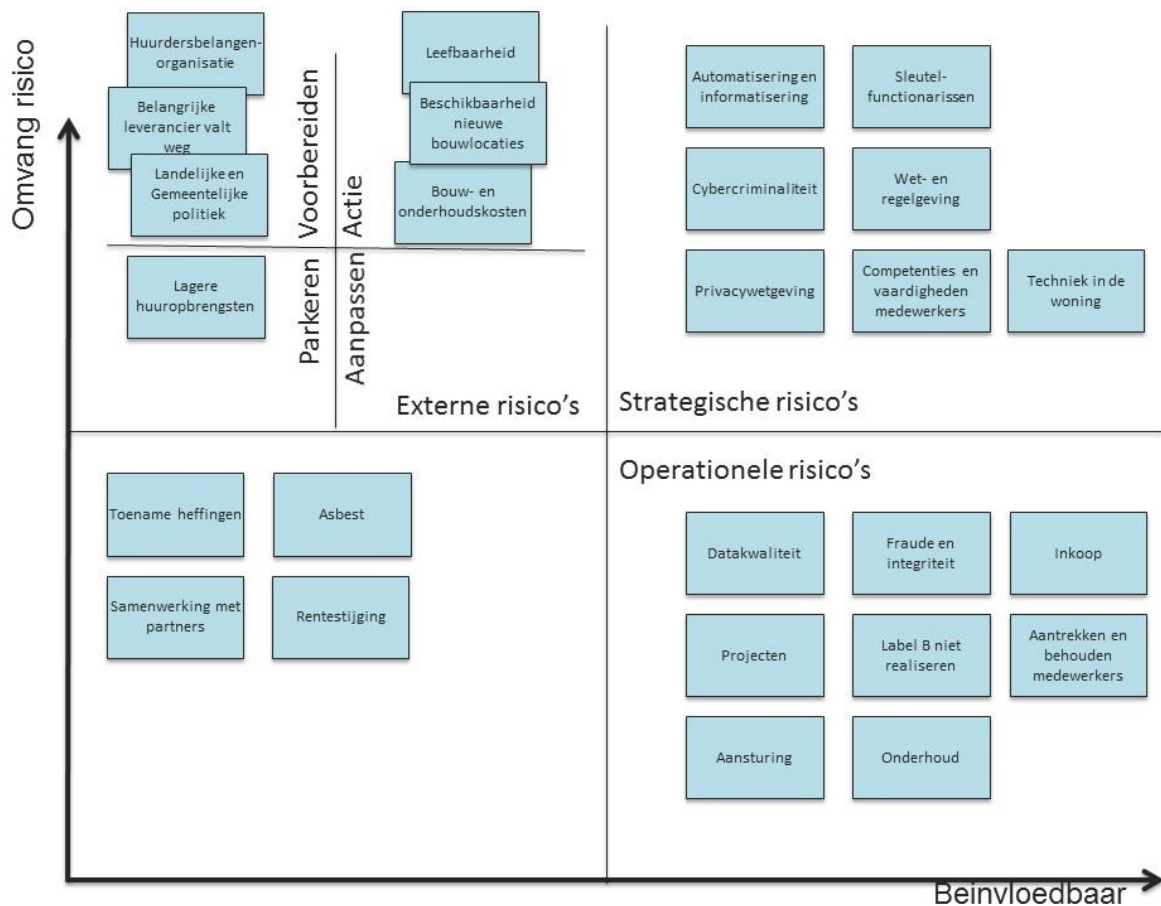 Omvang risico
Huurdersbelangen-
organisatie
Belangrijke
leverancier valt
weg
Landelijke en
Gemeentelijke
politiek
Voorbereiden
Actie
Leefbaarheid
Beschikbaarheid
nieuwe
bouwlocaties
Bouw- en
onderhoudskosten
Lagere
huuropbrengsten
Parkeren
Aanpassen
Externe risico's
Automatisering en
informatisering
Sleutel-
functionarissen
Cybercriminaliteit
Wet- en
regelgeving
Privacywetgeving
Competenties en
vaardigheden
medewerkers
Techniek in de
woning
Strategische risico's
Toename heffingen
Asbest
Samenwerking met
partners
Rentestijging
Operationele risico's
Datakwaliteit
Fraude en
integriteit
Inkoop
Projecten
Label B niet
realiseren
Aantrekken en
behouden
medewerkers
Aansturing
Onderhoud
Beinvloedbaar